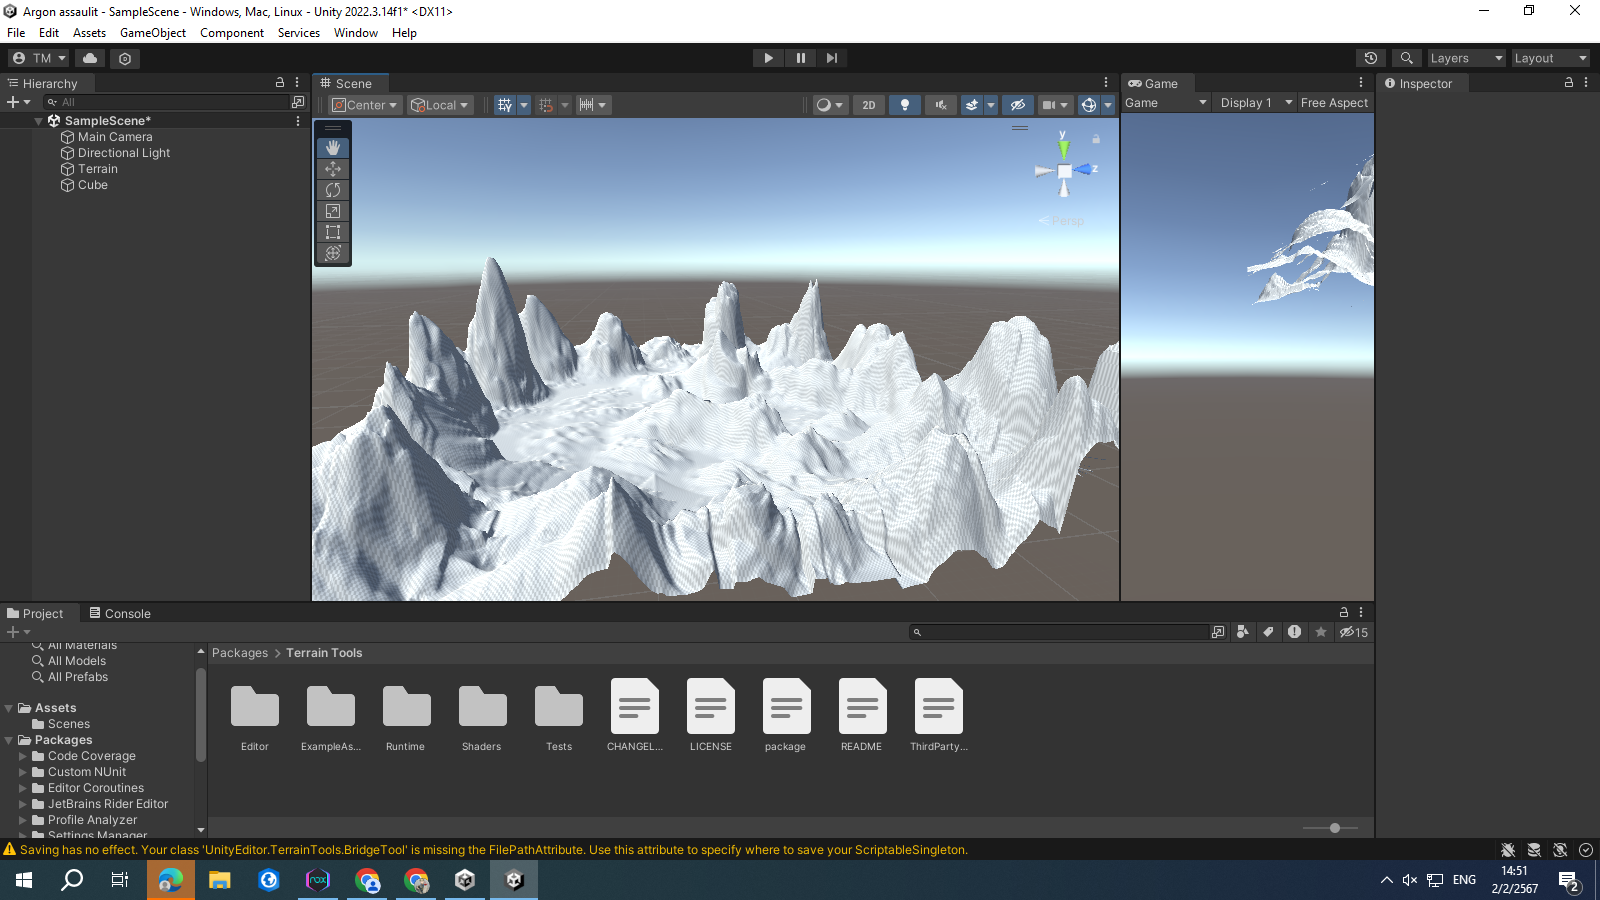 Argon assaulit - SampleScene - Windows, Mac, Linux - Unity 2022.3.14f1* <DX11>
File Edit Assets GameObject Component Services Window Help
TM Layers Layout
Hierarchy
All
SampleScene*
Main Camera
Directional Light
Terrain
Cube
Scene
Center Local 2D
y
z
Persp
Game
Game Display 1 Free Aspect
Inspector
Project Console
15
All Materials
All Models
All Prefabs
Assets
Scenes
Packages
Code Coverage
Custom NUnit
Editor Coroutines
JetBrains Rider Editor
Profile Analyzer
Settings Manager
Packages > Terrain Tools
Editor ExampleAs... Runtime Shaders Tests CHANGEL... LICENSE package README ThirdParty...
Saving has no effect. Your class 'UnityEditor.TerrainTools.BridgeTool' is missing the FilePathAttribute. Use this attribute to specify where to save your ScriptableSingleton.
nox
ENG
14:51
2/2/2567
2